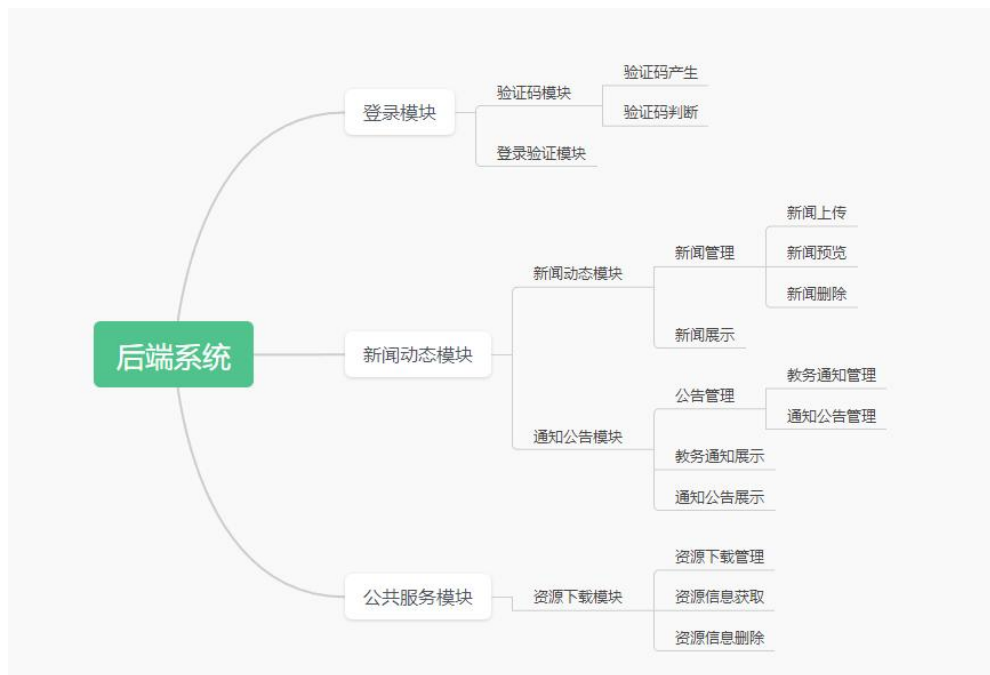 后端系统
登录模块
验证码模块
验证码产生
验证码判断
登录验证模块
新闻动态模块
新闻动态模块
新闻管理
新闻上传
新闻预览
新闻删除
新闻展示
通知公告模块
公告管理
教务通知管理
通知公告管理
教务通知展示
通知公告展示
公共服务模块
资源下载模块
资源下载管理
资源信息获取
资源信息删除